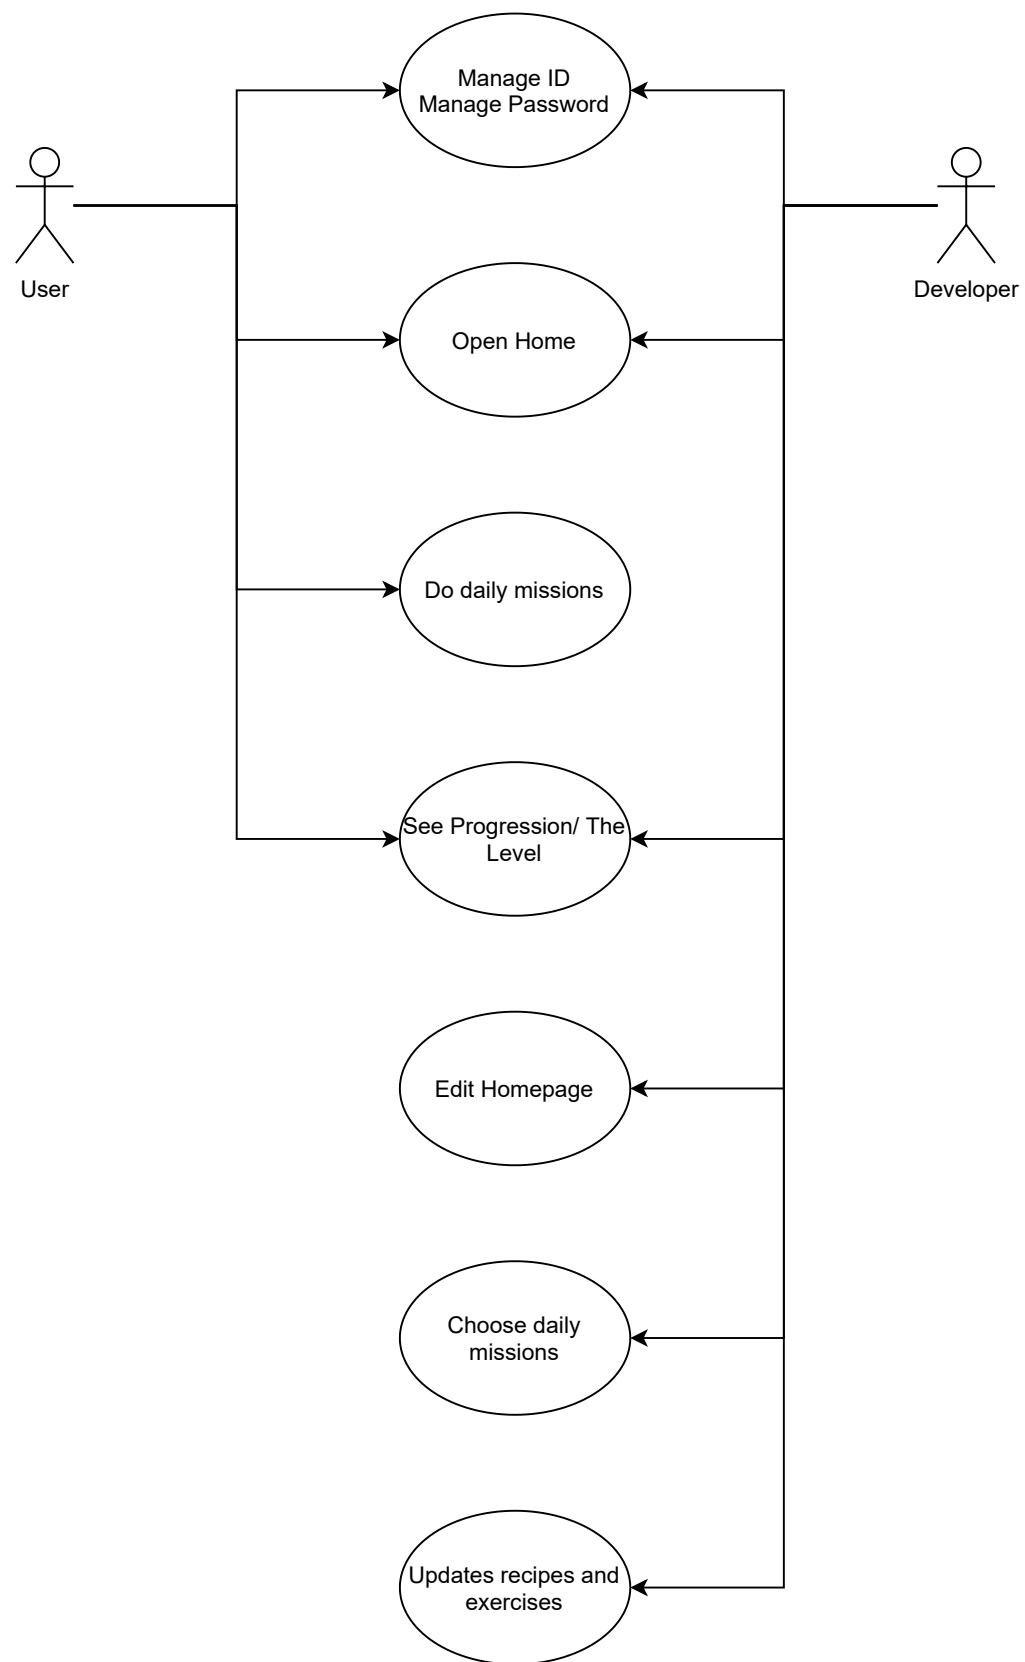 Manage ID
Manage Password
User
Developer
Open Home
Do daily missions
See Progression/ The
Level
Edit Homepage
Choose daily
missions
Updates recipes and
exercises